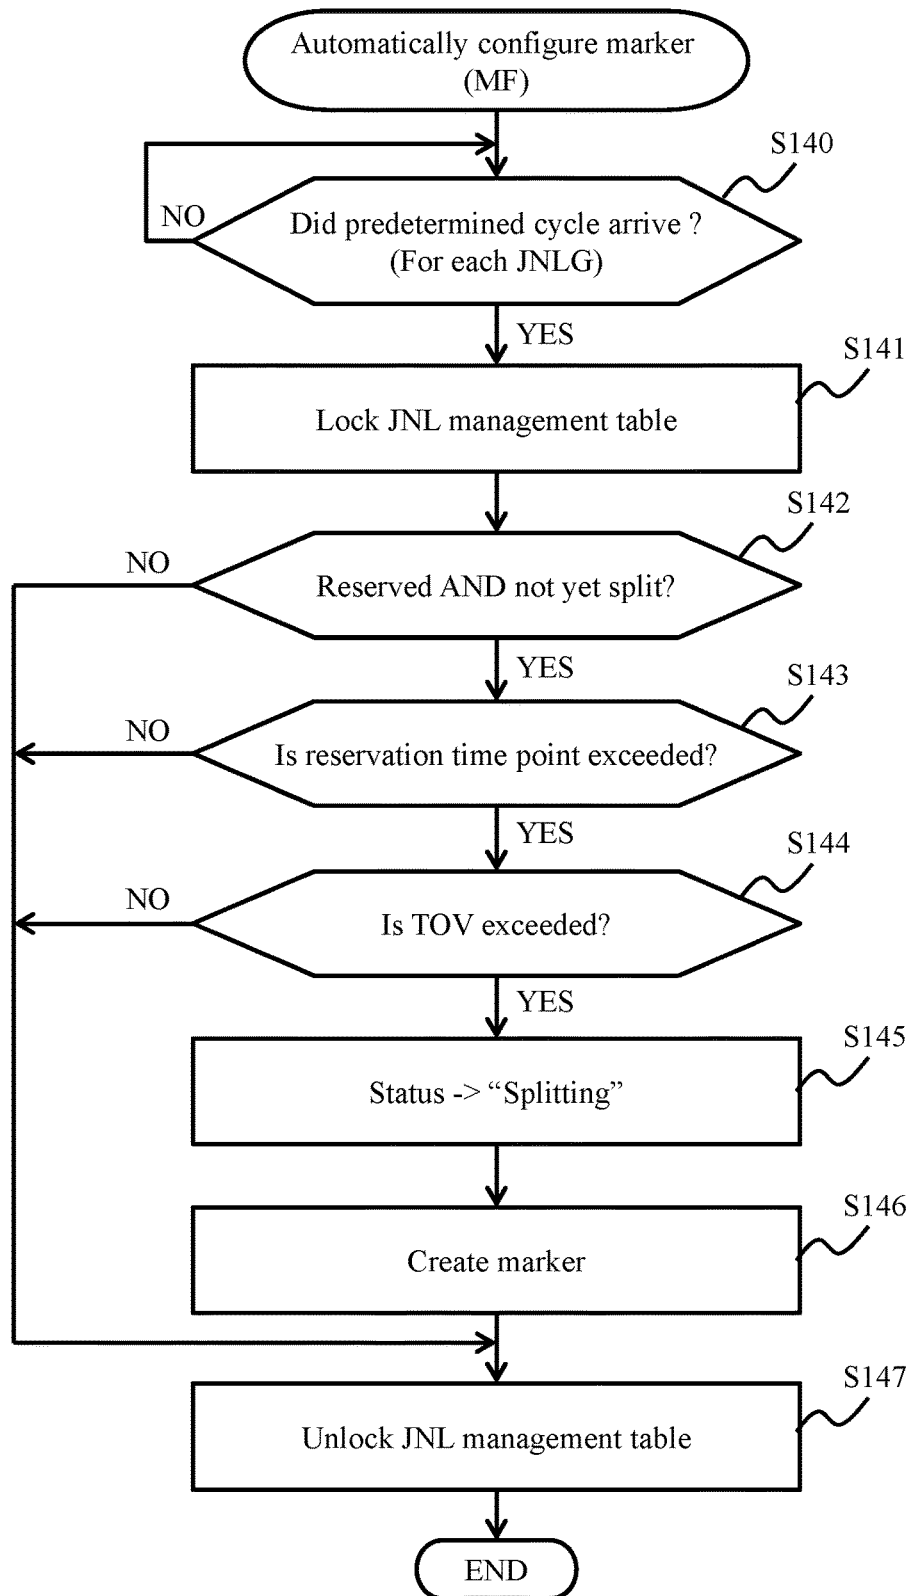 Automatically configure marker
(MF)
S140
NO
Did predetermined cycle arrive ?
(For each JNLG)
YES
S141
Lock JNL management table
S142
NO
Reserved AND not yet split?
YES
S143
NO
Is reservation time point exceeded?
YES
S144
NO
Is TOV exceeded?
YES
S145
Status -> “Splitting”
S146
Create marker
S147
Unlock JNL management table
END